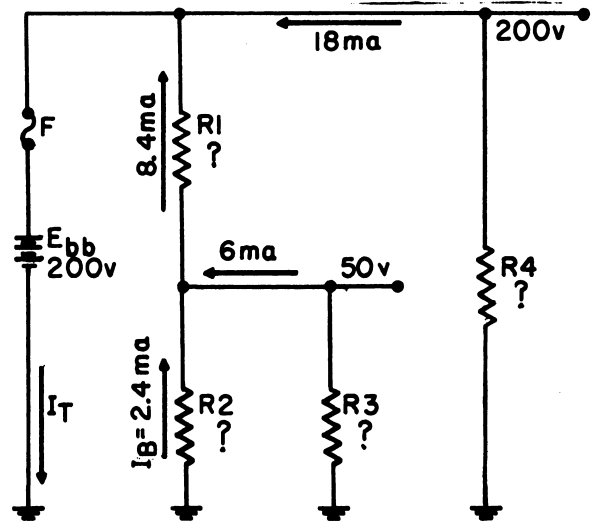 200v
18ma
F
R1
?
8.4ma
Ebb
200v
6ma
50v
R4
?
IT
IB=2.4ma
R2
?
R3
?